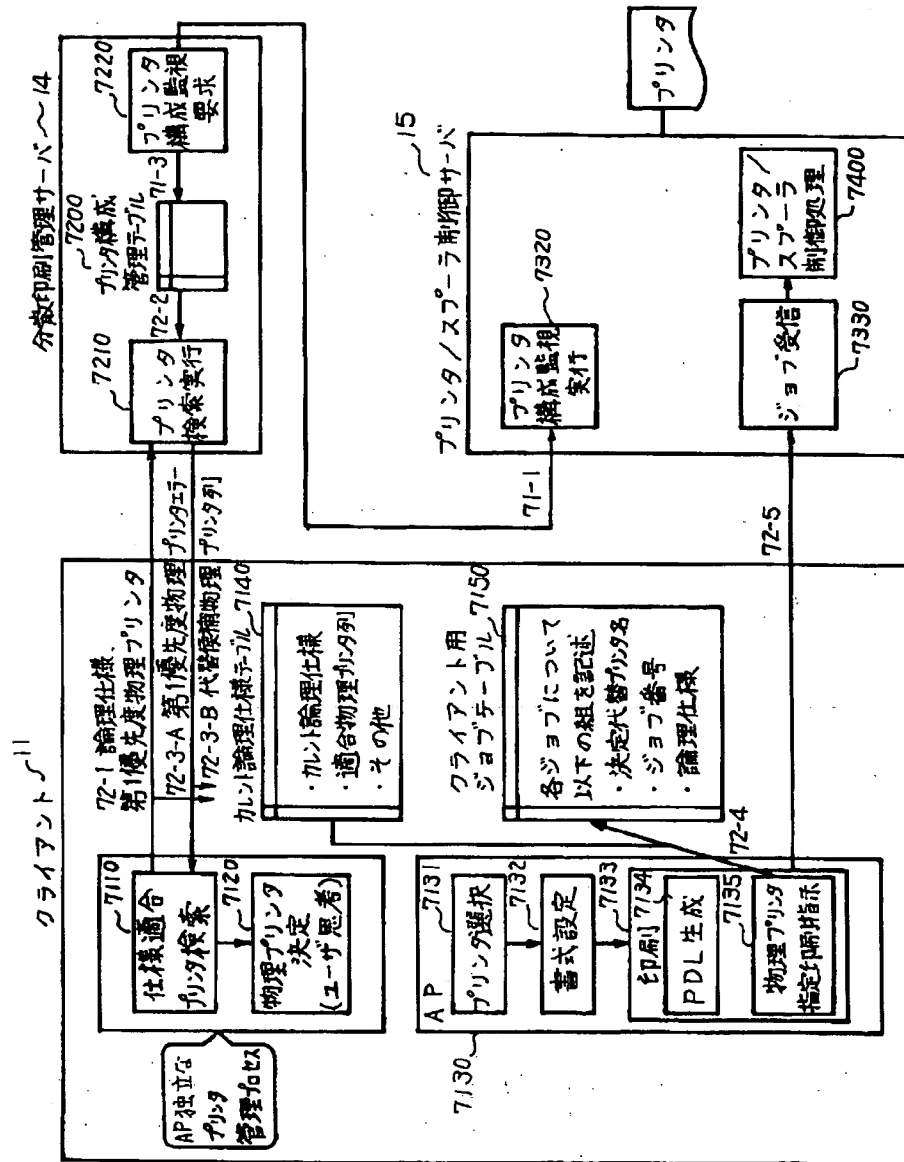 クライアント
11
AP独立な
プリンタ
管理プロセス
7110
仕様適合
プリンタ検索
7120
物理プリンタ
決定
(ユーザ思考)
72-1 論理仕様、
第1優先度物理プリンタ
72-3-A 第1優先度物理プリンタエラー
72-3-B 代替候補物理プリンタ列
カレント論理仕様テーブル
7140
・カレント論理仕様
・適合物理プリンタ列
その他
クライアント用
ジョブテーブル
7150
各ジョブについて
以下の組を記述
・決定代替プリンタ名
・ジョブ番号
・論理仕様
72-4
7130
AP
7131
プリンタ選択
7132
書式設定
7133
印刷
7134
PDL生成
7135
物理プリンタ
指定印刷指示
分散印刷管理サーバ
14
7210
プリンタ
検索実行
72-2
7200
プリンタ構成
管理テーブル
71-3
7220
プリンタ
構成監視
要求
71-1
72-5
プリンタ/スプーラ制御サーバ
15
プリンタ
構成監視
実行
7320
ジョブ受信
7330
プリンタ/
スプーラ
制御処理
7400
プリンタ